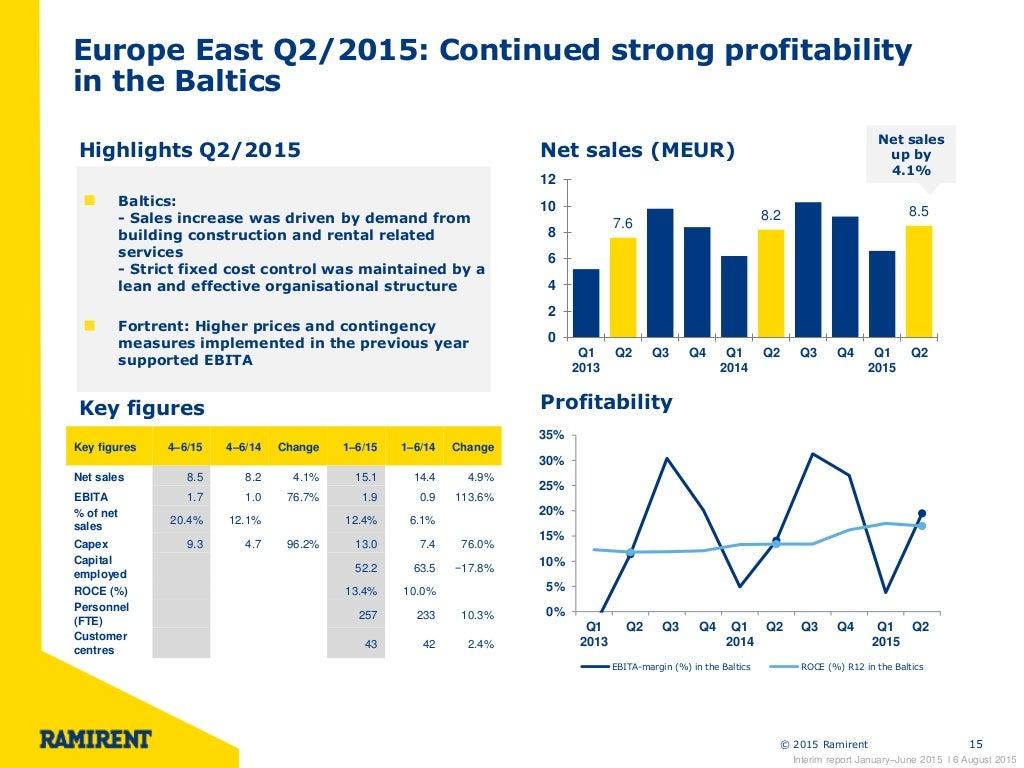 Europe East Q2/2015: Continued strong profitability
in the Baltics
Highlights Q2/2015
Baltics:
- Sales increase was driven by demand from
building construction and rental related
services
- Strict fixed cost control was maintained by a
lean and effective organisational structure
Fortrent: Higher prices and contingency
measures implemented in the previous year
supported EBITA
Key figures
Key figures 4–6/15 4–6/14 Change 1–6/15 1–6/14 Change
Net sales 8.5 8.2 4.1% 15.1 14.4 4.9%
EBITA 1.7 1.0 76.7% 1.9 0.9 113.6%
% of net
sales 20.4% 12.1% 12.4% 6.1%
Capex 9.3 4.7 96.2% 13.0 7.4 76.0%
Capital
employed 52.2 63.5 −17.8%
ROCE (%) 13.4% 10.0%
Personnel
(FTE) 257 233 10.3%
Customer
centres 43 42 2.4%
Net sales (MEUR)
Net sales
up by
4.1%
12
10
8
6
4
2
0
7.6
8.2
8.5
Q1 Q2 Q3 Q4 Q1 Q2 Q3 Q4 Q1 Q2
2013 2014 2015
Profitability
35%
30%
25%
20%
15%
10%
5%
0%
Q1 Q2 Q3 Q4 Q1 Q2 Q3 Q4 Q1 Q2
2013 2014 2015
EBITA-margin (%) in the Baltics ROCE (%) R12 in the Baltics
RAMIRENT
© 2015 Ramirent 15
Interim report January–June 2015 I 6 August 2015